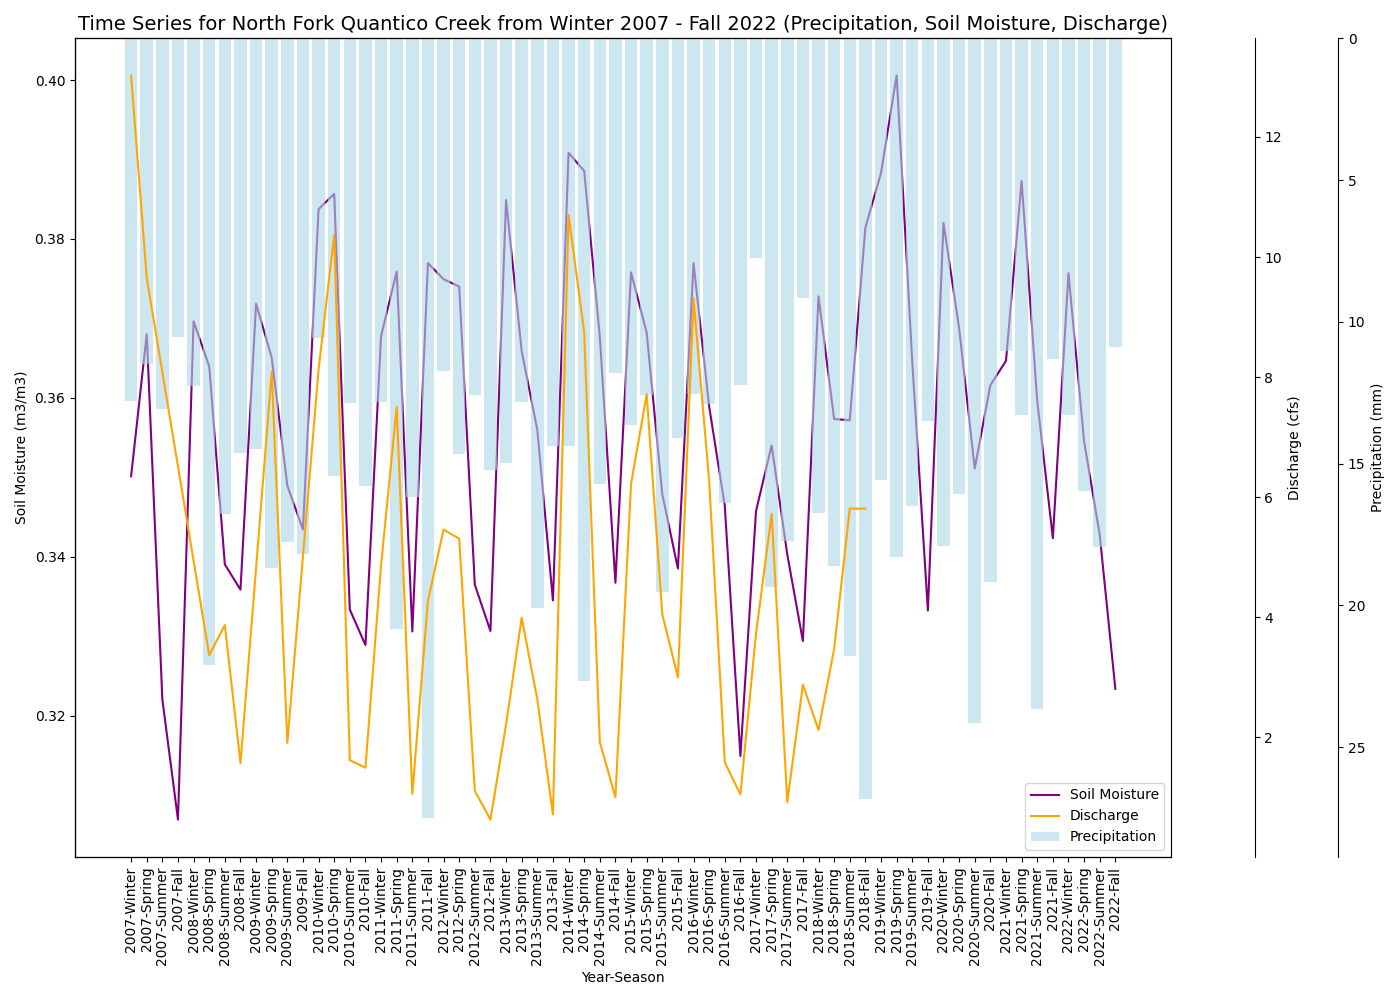 Time Series for North Fork Quantico Creek from Winter 2007 - Fall 2022 (Precipitation, Soil Moisture, Discharge)
Soil Moisture (m3/m3)
0.40
0.38
0.36
0.34
0.32
12
10
8
6
4
2
Discharge (cfs)
0
5
10
15
20
25
Precipitation (mm)
Soil Moisture
Discharge
Precipitation
2007-Winter
2007-Spring
2007-Summer
2007-Fall
2008-Winter
2008-Spring
2008-Summer
2008-Fall
2009-Winter
2009-Spring
2009-Summer
2009-Fall
2010-Winter
2010-Spring
2010-Summer
2010-Fall
2011-Winter
2011-Spring
2011-Summer
2011-Fall
2012-Winter
2012-Spring
2012-Summer
2012-Fall
2013-Winter
2013-Spring
2013-Summer
2013-Fall
2014-Winter
2014-Spring
2014-Summer
2014-Fall
2015-Winter
2015-Spring
2015-Summer
2015-Fall
2016-Winter
2016-Spring
2016-Summer
2016-Fall
2017-Winter
2017-Spring
2017-Summer
2017-Fall
2018-Winter
2018-Spring
2018-Summer
2018-Fall
2019-Winter
2019-Spring
2019-Summer
2019-Fall
2020-Winter
2020-Spring
2020-Summer
2020-Fall
2021-Winter
2021-Spring
2021-Summer
2021-Fall
2022-Winter
2022-Spring
2022-Summer
2022-Fall
Year-Season